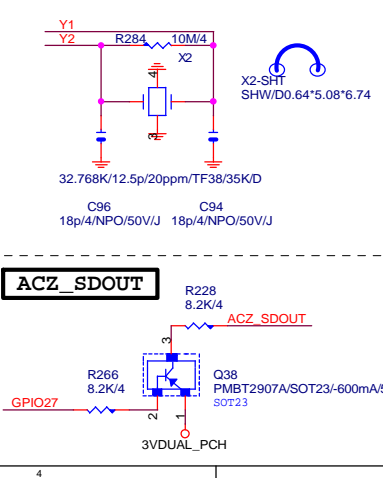 Y1
Y2
R284
10M/4
X2
4
3
X2-SHT
SHW/D0.64*5.08*6.74
32.768K/12.5p/20ppm/TF38/35K/D
C96
18p/4/NPO/50V/J
C94
18p/4/NPO/50V/J
ACZ_SDOUT
R228
8.2K/4
ACZ_SDOUT
3
R266
8.2K/4
Q38
PMBT2907A/SOT23/-600mA/5
SOT23
GPIO27
2
1
3VDUAL_PCH
4